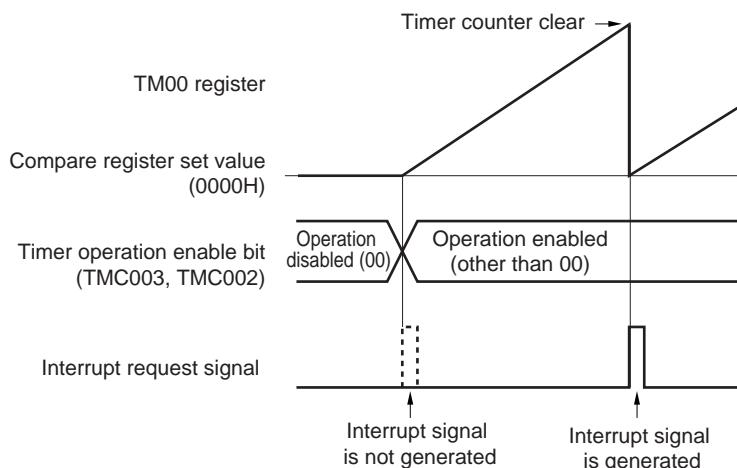 Timer counter clear
TM00 register
Compare register set value
(0000H)
Timer operation enable bit
(TMC003, TMC002)
Operation
disabled (00)
Operation enabled
(other than 00)
Interrupt request signal
Interrupt signal
is not generated
Interrupt signal
is generated